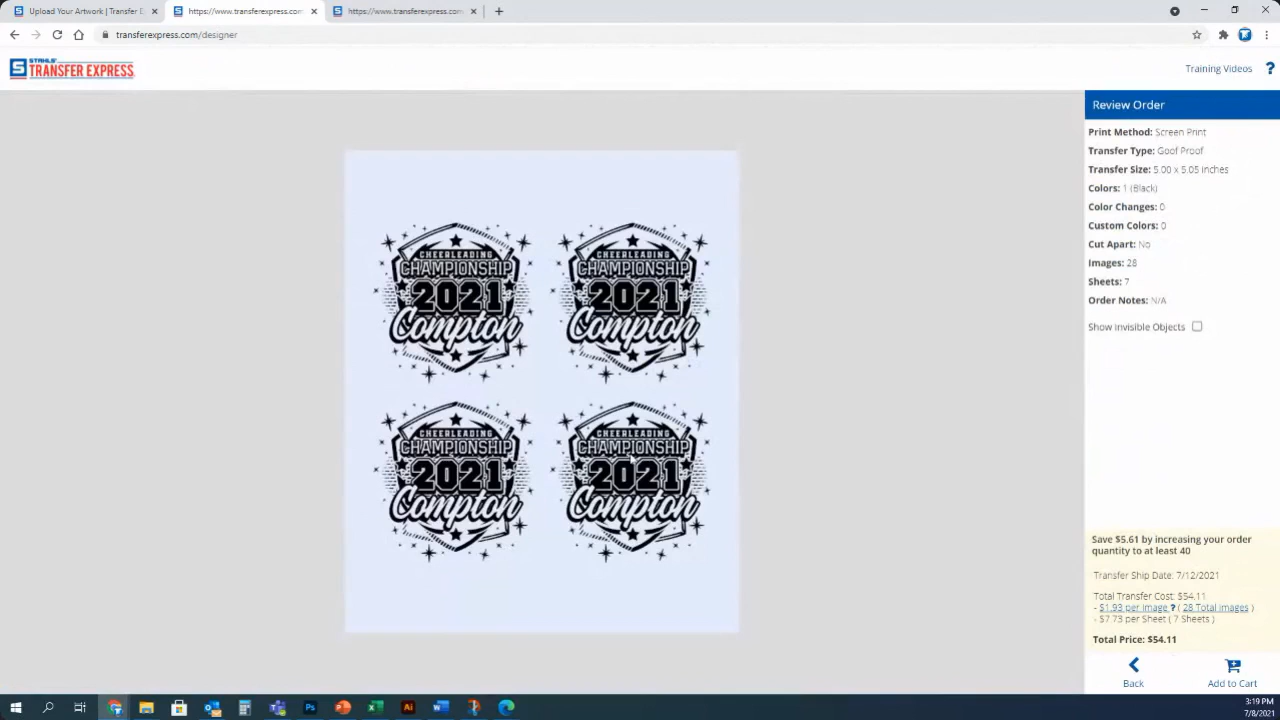 Upload Your Artwork | Transfer E
https://www.transferexpress.com
https://www.transferexpress.com
transferexpress.com/designer
STAHLS'
TRANSFER EXPRESS
Training Videos ?
Review Order
Print Method: Screen Print
Transfer Type: Goof Proof
Transfer Size: 5.00 x 5.05 inches
Colors: 1 (Black)
Color Changes: 0
Custom Colors: 0
Cut Apart: No
Images: 28
Sheets: 7
Order Notes: N/A
Show Invisible Objects
CHEERLEADING
CHAMPIONSHIP
2021
Compton
CHEERLEADING
CHAMPIONSHIP
2021
Compton
CHEERLEADING
CHAMPIONSHIP
2021
Compton
CHEERLEADING
CHAMPIONSHIP
2021
Compton
Save $5.61 by increasing your order
quantity to at least 40
Transfer Ship Date: 7/12/2021
Total Transfer Cost: $54.11
- $1.93 per image ? ( 28 Total images )
- $7.73 per Sheet ( 7 Sheets )
Total Price: $54.11
Back
Add to Cart
3:19 PM
7/8/2021